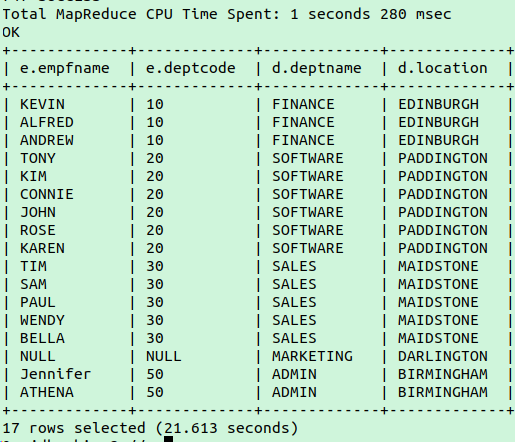 Total MapReduce CPU Time Spent: 1 seconds 280 msec
OK
+-------------+-------------+-------------+-------------+
| e.empfname | e.deptcode | d.deptname | d.location |
+-------------+-------------+-------------+-------------+
| KEVIN | 10 | FINANCE | EDINBURGH |
| ALFRED | 10 | FINANCE | EDINBURGH |
| ANDREW | 10 | FINANCE | EDINBURGH |
| TONY | 20 | SOFTWARE | PADDINGTON |
| KIM | 20 | SOFTWARE | PADDINGTON |
| CONNIE | 20 | SOFTWARE | PADDINGTON |
| JOHN | 20 | SOFTWARE | PADDINGTON |
| ROSE | 20 | SOFTWARE | PADDINGTON |
| KAREN | 20 | SOFTWARE | PADDINGTON |
| TIM | 30 | SALES | MAIDSTONE |
| SAM | 30 | SALES | MAIDSTONE |
| PAUL | 30 | SALES | MAIDSTONE |
| WENDY | 30 | SALES | MAIDSTONE |
| BELLA | 30 | SALES | MAIDSTONE |
| NULL | NULL | MARKETING | DARLINGTON |
| Jennifer | 50 | ADMIN | BIRMINGHAM |
| ATHENA | 50 | ADMIN | BIRMINGHAM |
+-------------+-------------+-------------+-------------+
17 rows selected (21.613 seconds)